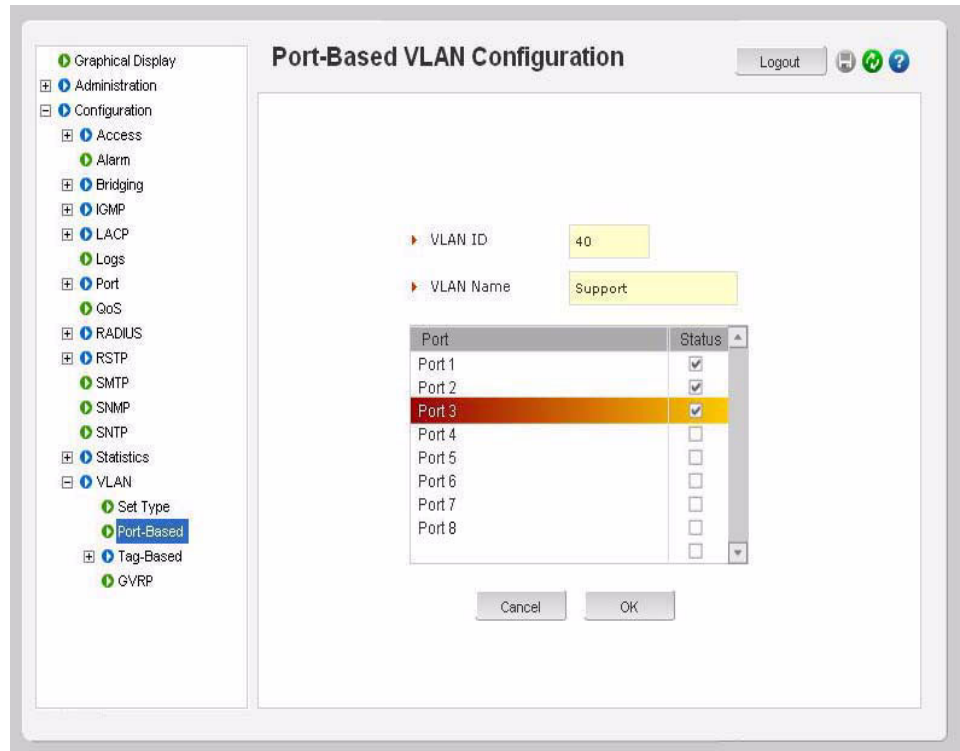 Port-Based VLAN Configuration
Logout
Graphical Display
Administration
Configuration
Access
Alarm
Bridging
IGMP
LACP
Logs
Port
QoS
RADIUS
RSTP
SMTP
SNMP
SNTP
Statistics
VLAN
Set Type
Port-Based
Tag-Based
GVRP
VLAN ID 40
VLAN Name Support
Port Status
Port 1
Port 2
Port 3
Port 4
Port 5
Port 6
Port 7
Port 8
Cancel OK